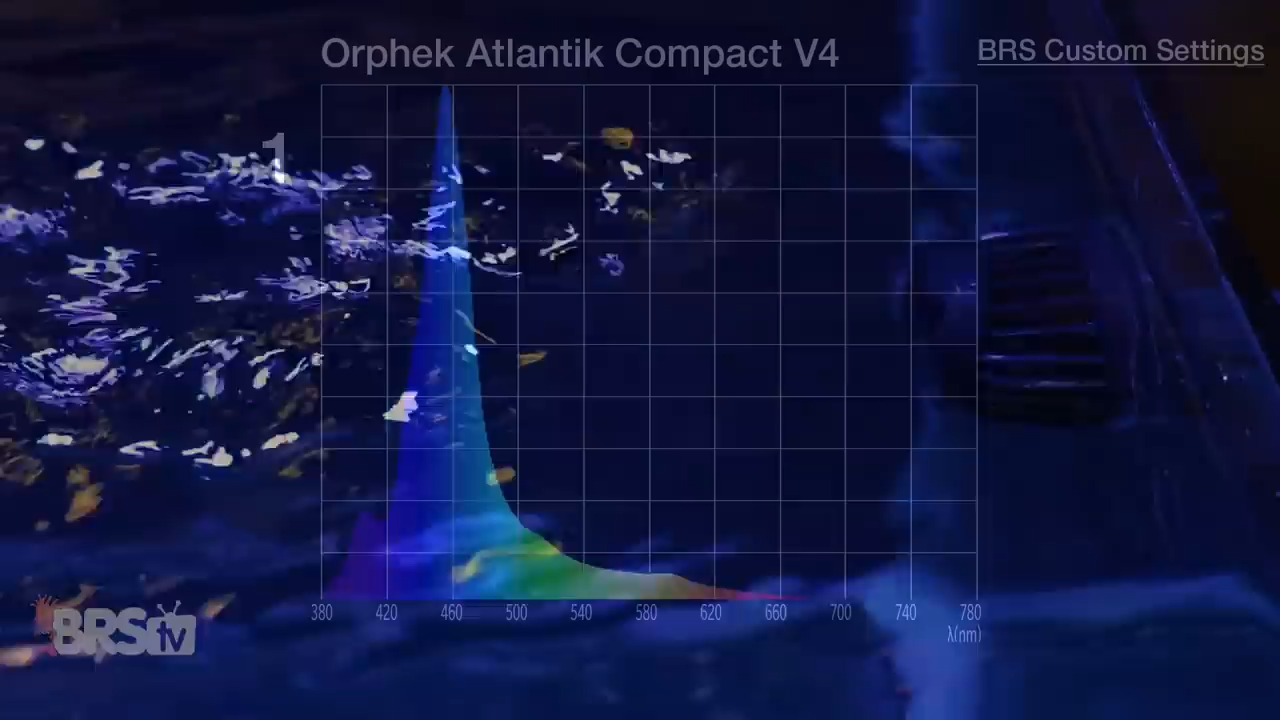 Orphek Atlantik Compact V4
BRS Custom Settings
1
380 420 460 500 540 580 620 660 700 740 780
λ(nm)
BRStv